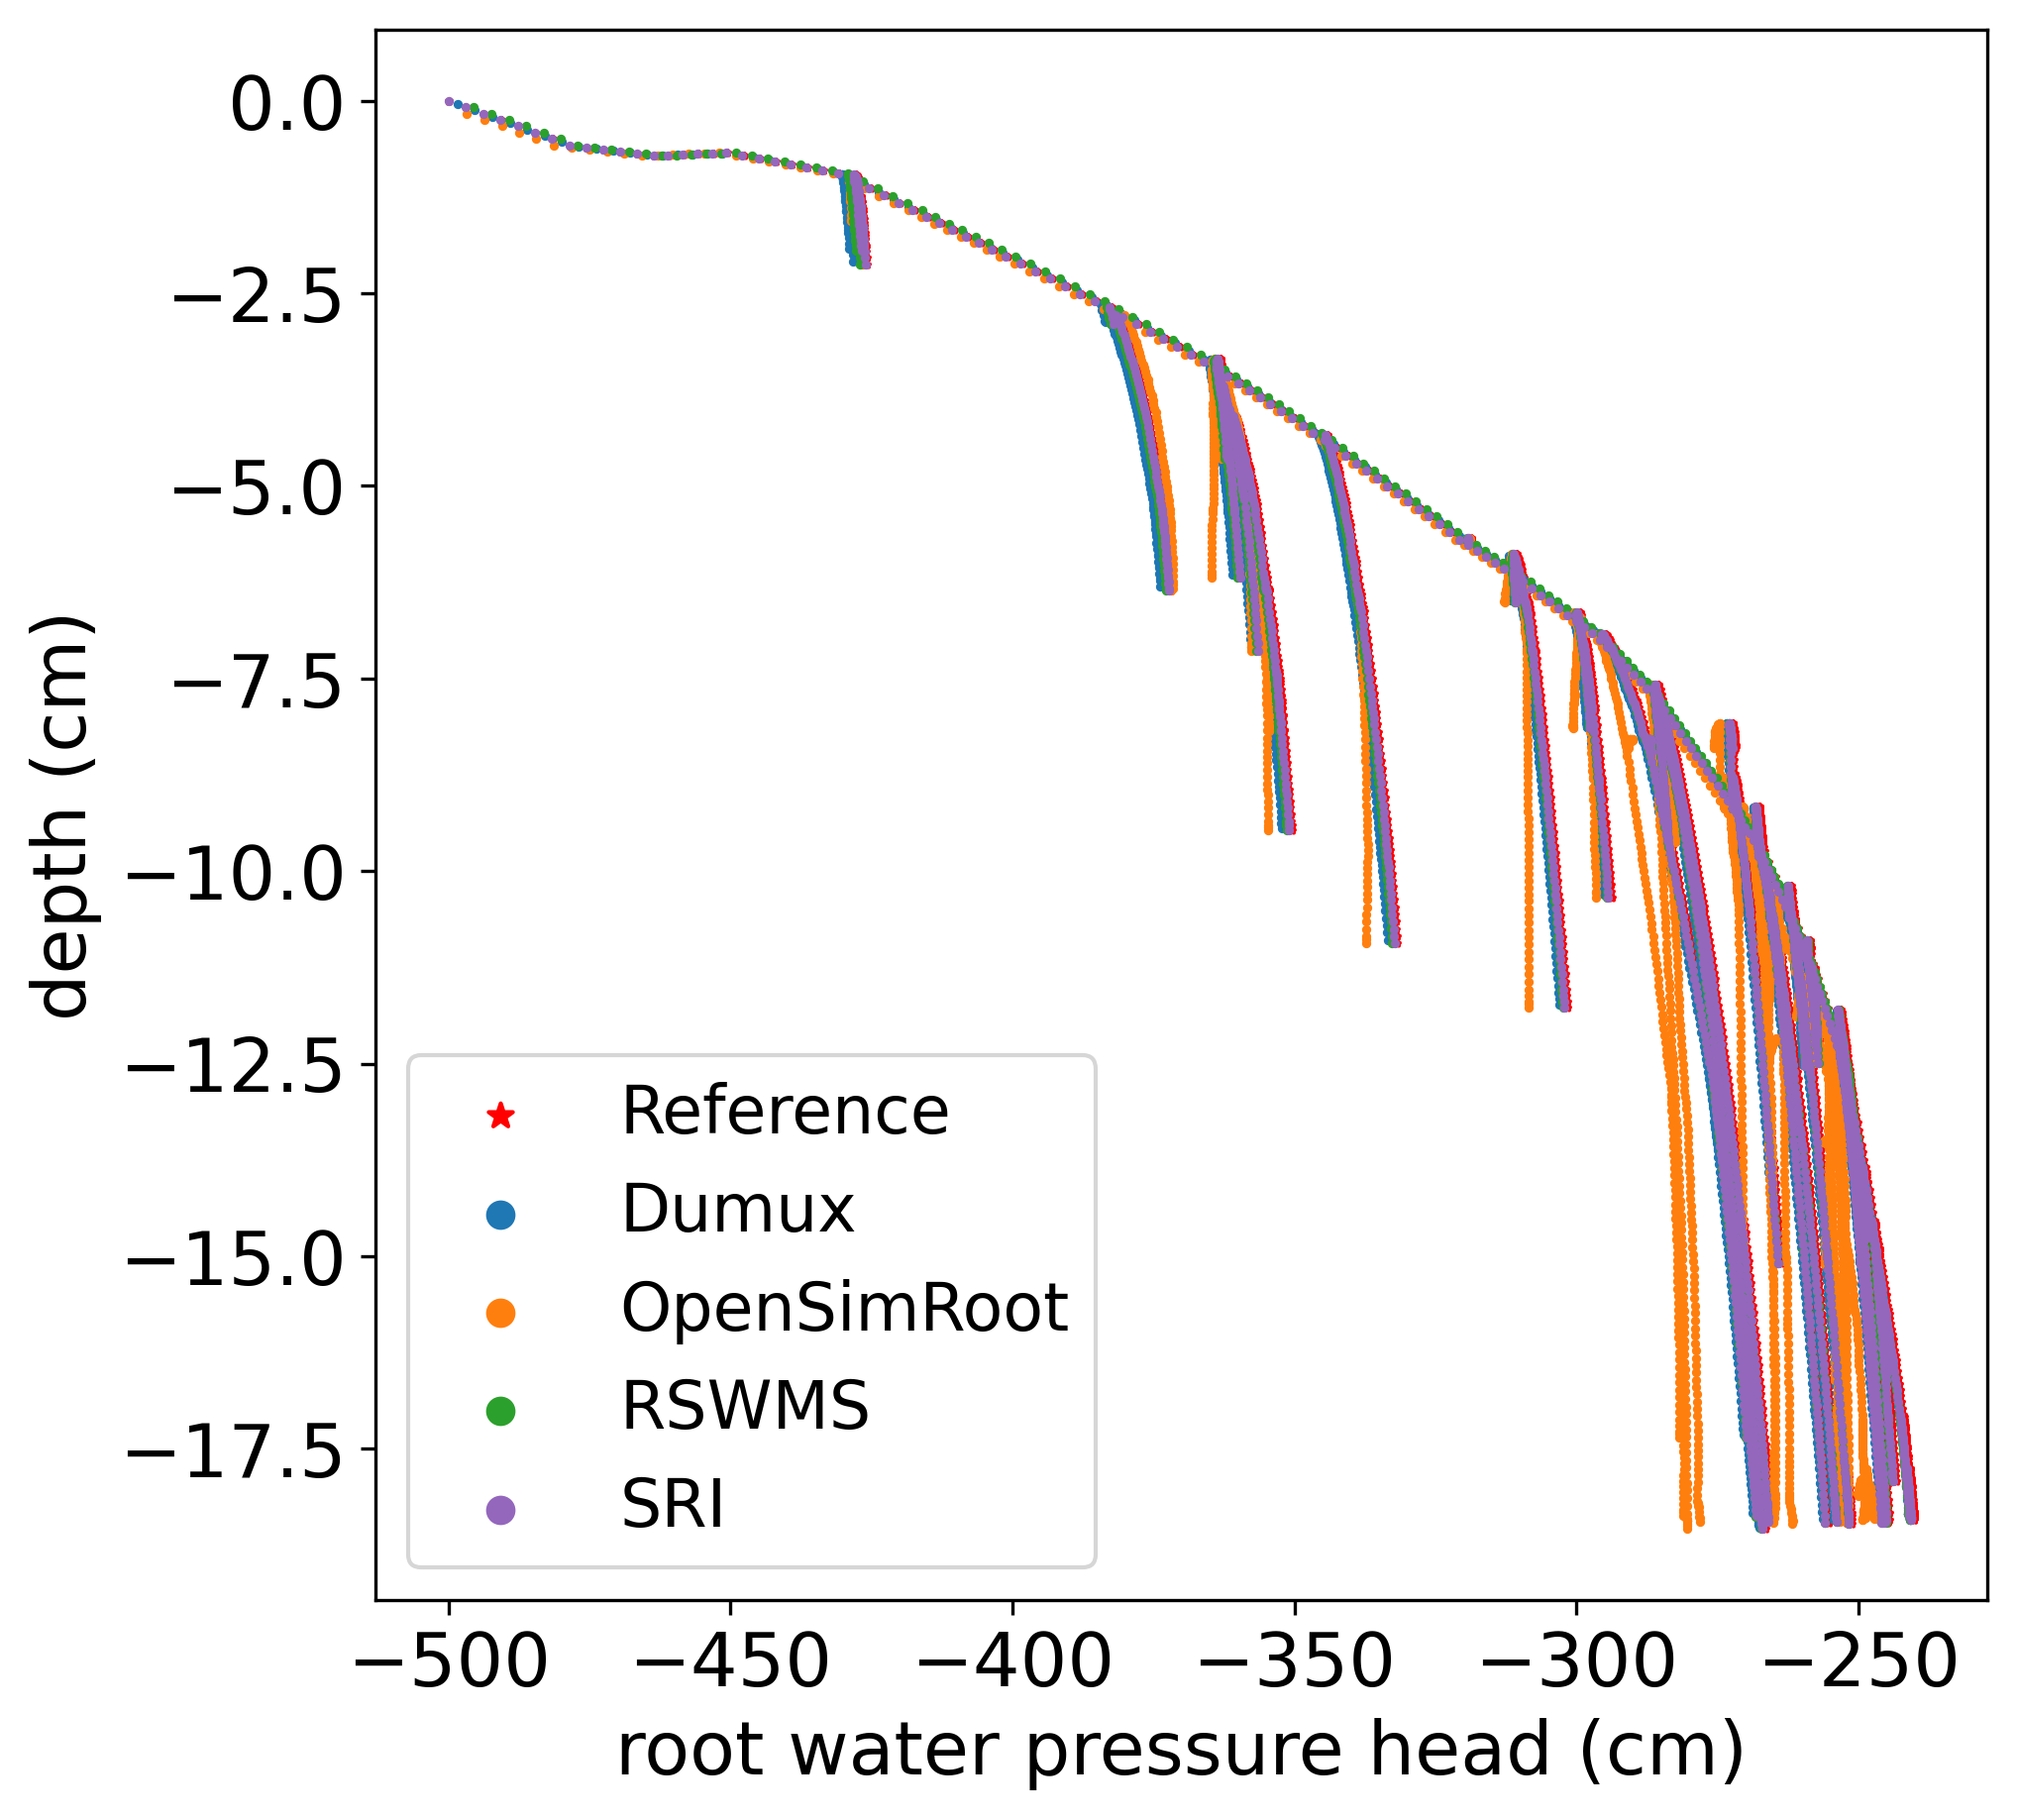 0.0
−2.5
−5.0
−7.5
−10.0
−12.5
−15.0
−17.5
depth (cm)
Reference
Dumux
OpenSimRoot
RSWMS
SRI
−500 −450 −400 −350 −300 −250
root water pressure head (cm)